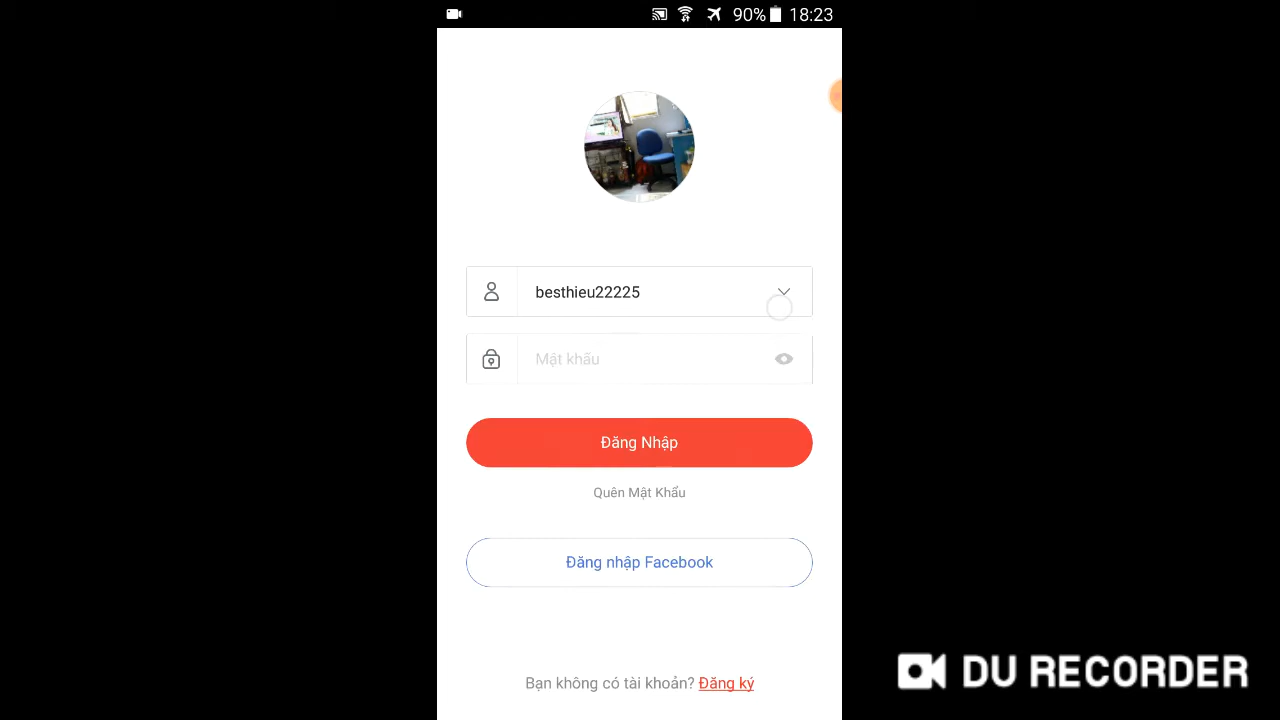 90% 18:23
besthieu22225
Mật khẩu
Đăng Nhập
Quên Mật Khẩu
Đăng nhập Facebook
Bạn không có tài khoản? Đăng ký
DU RECORDER